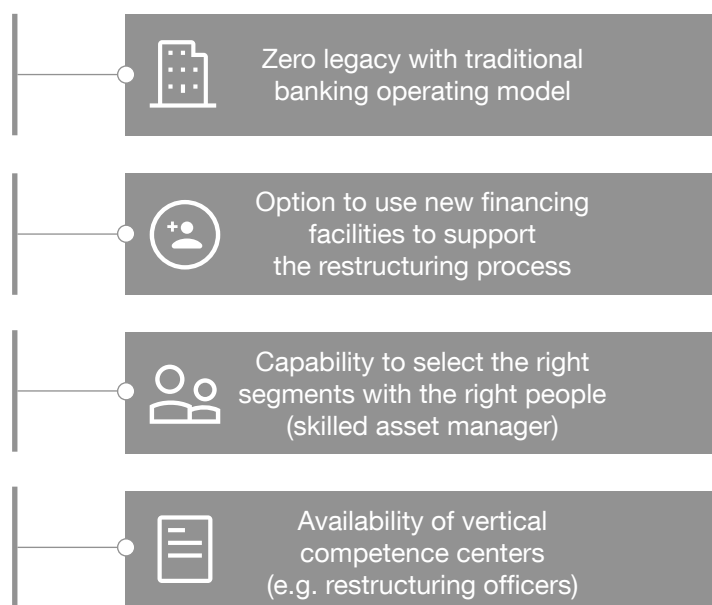 Zero legacy with traditional
banking operating model
Option to use new financing
facilities to support
the restructuring process
Capability to select the right
segments with the right people
(skilled asset manager)
Availability of vertical
competence centers
(e.g. restructuring officers)